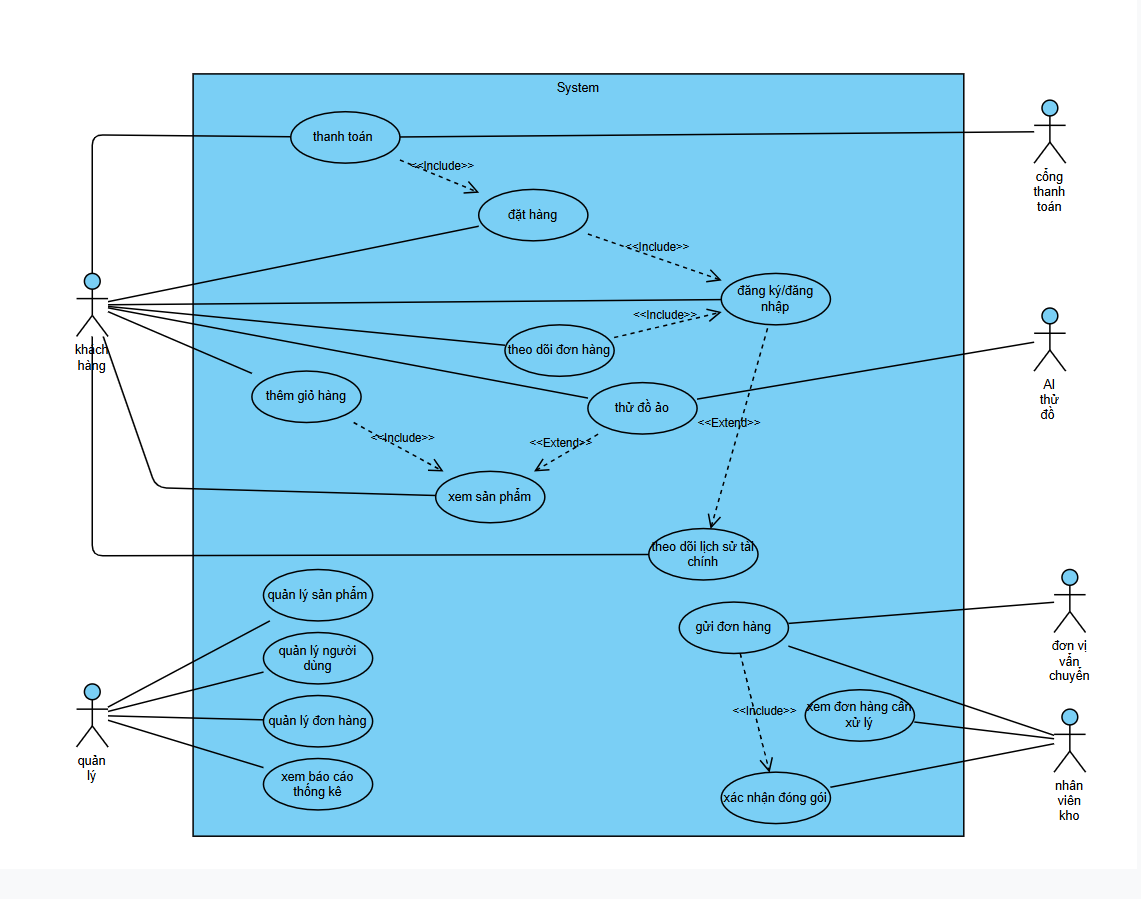 System
thanh toán
<<Include>>
cổng
thanh
toán
đặt hàng
<<Include>>
đăng ký/đăng
nhập
<<Include>>
khách
hàng
theo dõi đơn hàng
thêm giỏ hàng
thử đồ ảo
AI
thử
đồ
<<Include>>
<<Extend>>
<<Extend>>
xem sản phẩm
theo dõi lịch sử tài
chính
quản lý sản phẩm
gửi đơn hàng
quản lý người
dùng
đơn vị
vẩn
chuyển
<<Include>>
xem đơn hàng cần
xử lý
quản lý đơn hàng
quản
lý
xem báo cáo
thống kê
xác nhận đóng gói
nhân
viên
kho